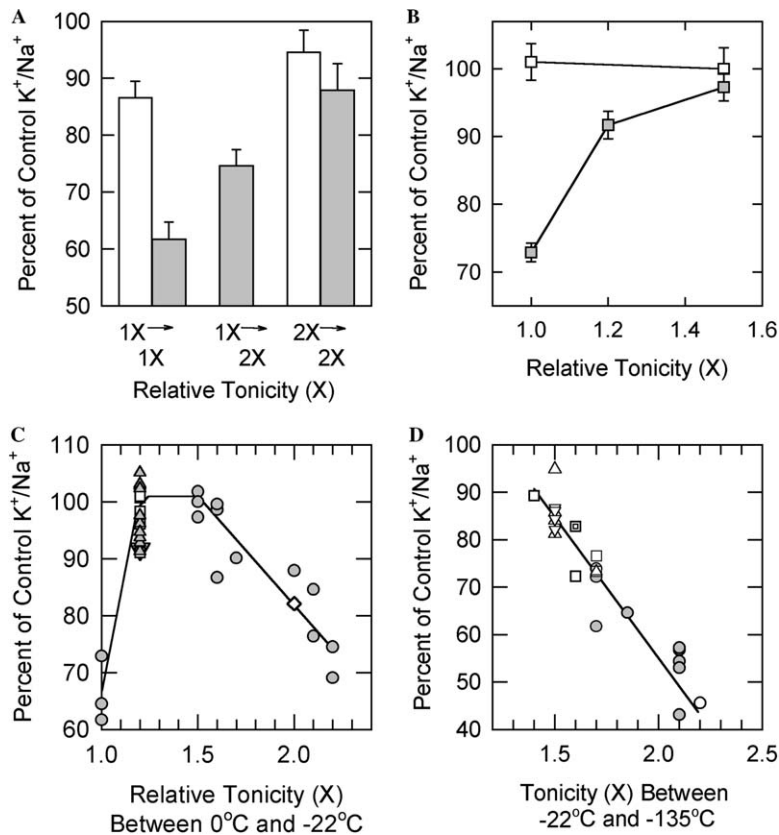 A
Percent of Control K⁺/Na⁺
100
90
80
70
60
50
1X→ 1X→ 2X→
1X 2X 2X
Relative Tonicity (X)
B
Percent of Control K⁺/Na⁺
100
90
80
70
1.0 1.2 1.4 1.6
Relative Tonicity (X)
C
Percent of Control K⁺/Na⁺
110
100
90
80
70
60
1.0 1.5 2.0
Relative Tonicity (X)
Between 0°C and -22°C
D
Percent of Control K⁺/Na⁺
100
90
80
70
60
50
40
1.5 2.0 2.5
Tonicity (X) Between
-22°C and -135°C